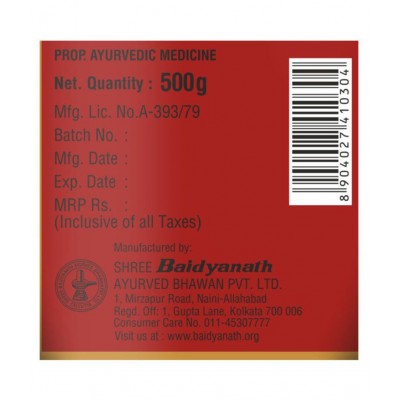 PROP. AYURVEDIC MEDICINE
Net. Quantity : 500g
Mfg. Lic. No.A-393/79
Batch No. :
Mfg. Date :
Exp. Date :
MRP Rs. :
(Inclusive of all Taxes)
8 904027 410304
Manufactured by:
SHREE Baidyanath
AYURVED BHAWAN PVT. LTD.
1, Mirzapur Road, Naini-Allahabad
Regd. Off: 1, Gupta Lane, Kolkata 700 006
Consumer Care No. 011-45307777
Visit us at : www.baidyanath.org